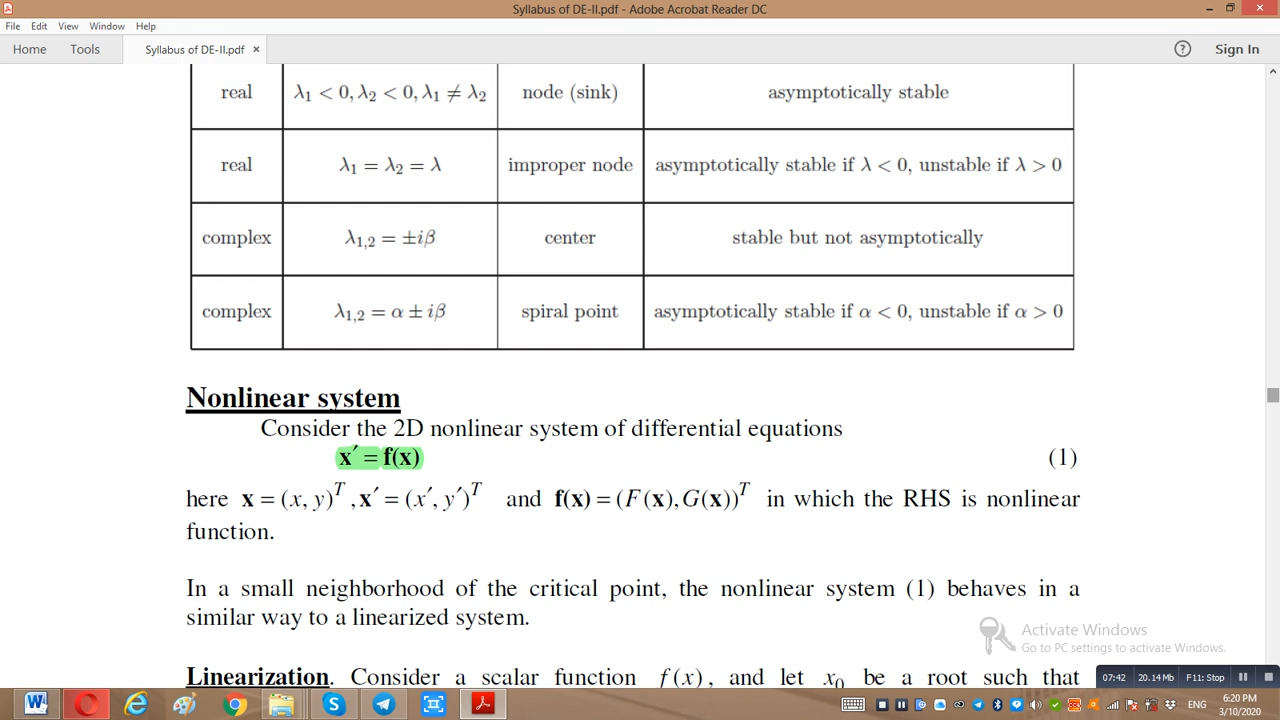 Syllabus of DE-II.pdf - Adobe Acrobat Reader DC
File Edit View Window Help
Home Tools Syllabus of DE-II.pdf × ? Sign In
real λ₁ < 0, λ₂ < 0, λ₁ ≠ λ₂ node (sink) asymptotically stable
real λ₁ = λ₂ = λ improper node asymptotically stable if λ < 0, unstable if λ > 0
complex λ₁,₂ = ±iβ center stable but not asymptotically
complex λ₁,₂ = α ± iβ spiral point asymptotically stable if α < 0, unstable if α > 0
Nonlinear system
Consider the 2D nonlinear system of differential equations
x′ = f(x) (1)
here x = (x, y)ᵀ, x′ = (x′, y′)ᵀ and f(x) = (F(x), G(x))ᵀ in which the RHS is nonlinear
function.
In a small neighborhood of the critical point, the nonlinear system (1) behaves in a
similar way to a linearized system.
Activate Windows
Go to PC settings to activate Windows.
Linearization. Consider a scalar function f(x), and let x₀ be a root such that
07:42 20.14 Mb F11: Stop
ENG 6:20 PM
3/10/2020